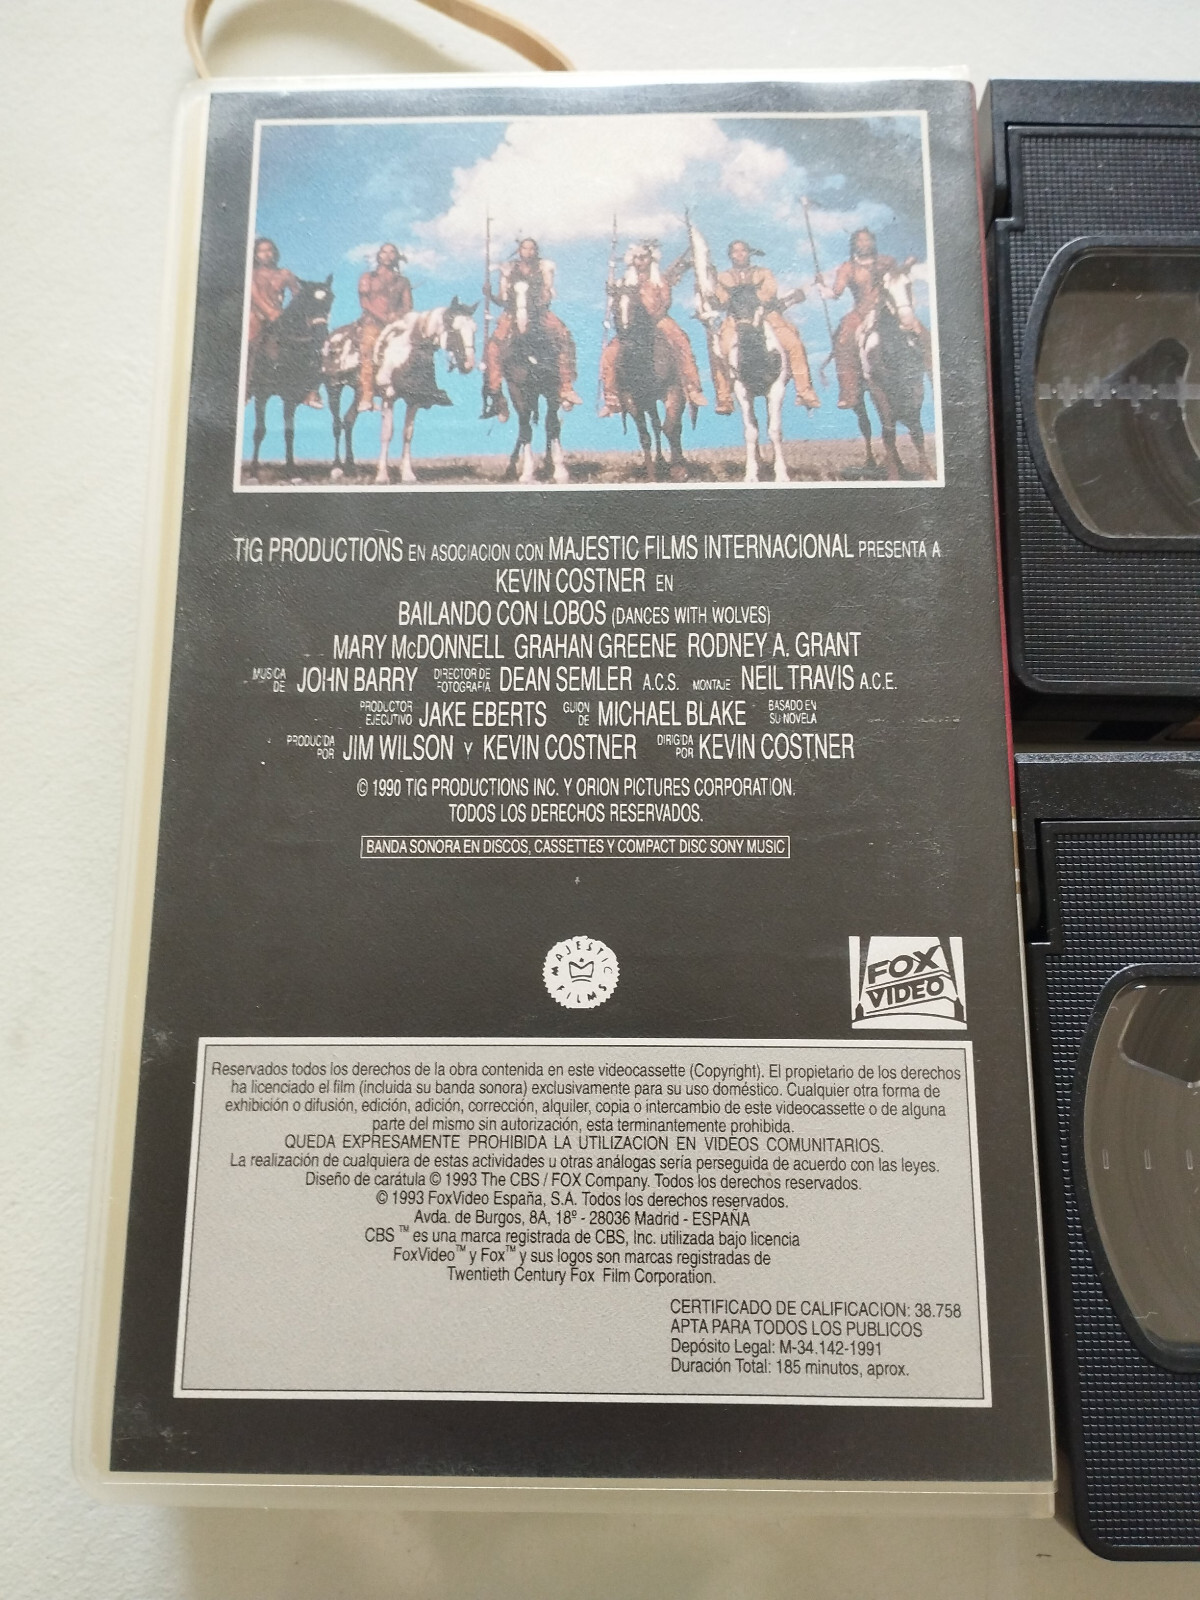 TIG PRODUCTIONS EN ASOCIACION CON MAJESTIC FILMS INTERNACIONAL PRESENTA A
KEVIN COSTNER EN
BAILANDO CON LOBOS (DANCES WITH WOLVES)
MARY McDONNELL GRAHAN GREENE RODNEY A. GRANT
MUSICA DE JOHN BARRY DIRECTOR DE FOTOGRAFIA DEAN SEMLER A.C.S. MONTAJE NEIL TRAVIS A.C.E.
PRODUCTOR EJECUTIVO JAKE EBERTS GUION DE MICHAEL BLAKE BASADO EN SU NOVELA
PRODUCIDA POR JIM WILSON Y KEVIN COSTNER DIRIGIDA POR KEVIN COSTNER
© 1990 TIG PRODUCTIONS INC. Y ORION PICTURES CORPORATION.
TODOS LOS DERECHOS RESERVADOS.
BANDA SONORA EN DISCOS, CASSETTES Y COMPACT DISC SONY MUSIC
MAJESTIC FILMS
FOX VIDEO
Reservados todos los derechos de la obra contenida en este videocassette (Copyright). El propietario de los derechos
ha licenciado el film (incluida su banda sonora) exclusivamente para su uso doméstico. Cualquier otra forma de
exhibición o difusión, edición, adición, corrección, alquiler, copia o intercambio de este videocassette o de alguna
parte del mismo sin autorización, esta terminantemente prohibida.
QUEDA EXPRESAMENTE PROHIBIDA LA UTILIZACION EN VIDEOS COMUNITARIOS.
La realización de cualquiera de estas actividades u otras análogas sería perseguida de acuerdo con las leyes.
Diseño de carátula © 1993 The CBS / FOX Company. Todos los derechos reservados.
© 1993 FoxVideo España, S.A. Todos los derechos reservados.
Avda. de Burgos, 8A, 18º - 28036 Madrid - ESPAÑA
CBS ™ es una marca registrada de CBS, Inc. utilizada bajo licencia
FoxVideo™ y Fox™ y sus logos son marcas registradas de
Twentieth Century Fox Film Corporation.
CERTIFICADO DE CALIFICACION: 38.758
APTA PARA TODOS LOS PUBLICOS
Depósito Legal: M-34.142-1991
Duración Total: 185 minutos, aprox.